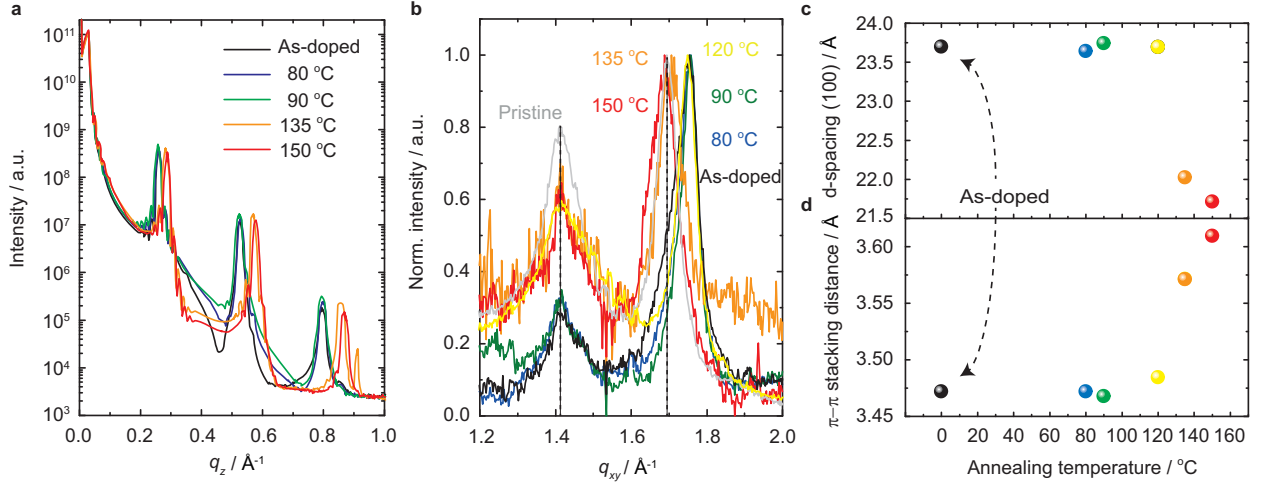 a
Intensity / a.u.
10¹¹
10¹⁰
10⁹
10⁸
10⁷
10⁶
10⁵
10⁴
10³
0.0 0.2 0.4 0.6 0.8 1.0
q_z / Å⁻¹
As-doped
80 °C
90 °C
135 °C
150 °C
b
Norm. intensity / a.u.
1.0
0.8
0.6
0.4
0.2
0.0
1.2 1.4 1.6 1.8 2.0
q_xy / Å⁻¹
Pristine
135 °C
150 °C
120 °C
90 °C
80 °C
As-doped
c
d-spacing (100) / Å
24.0
23.5
23.0
22.5
22.0
21.5
As-doped
d
π–π stacking distance / Å
3.60
3.55
3.50
3.45
0 20 40 60 80 100 120 140 160
Annealing temperature / °C